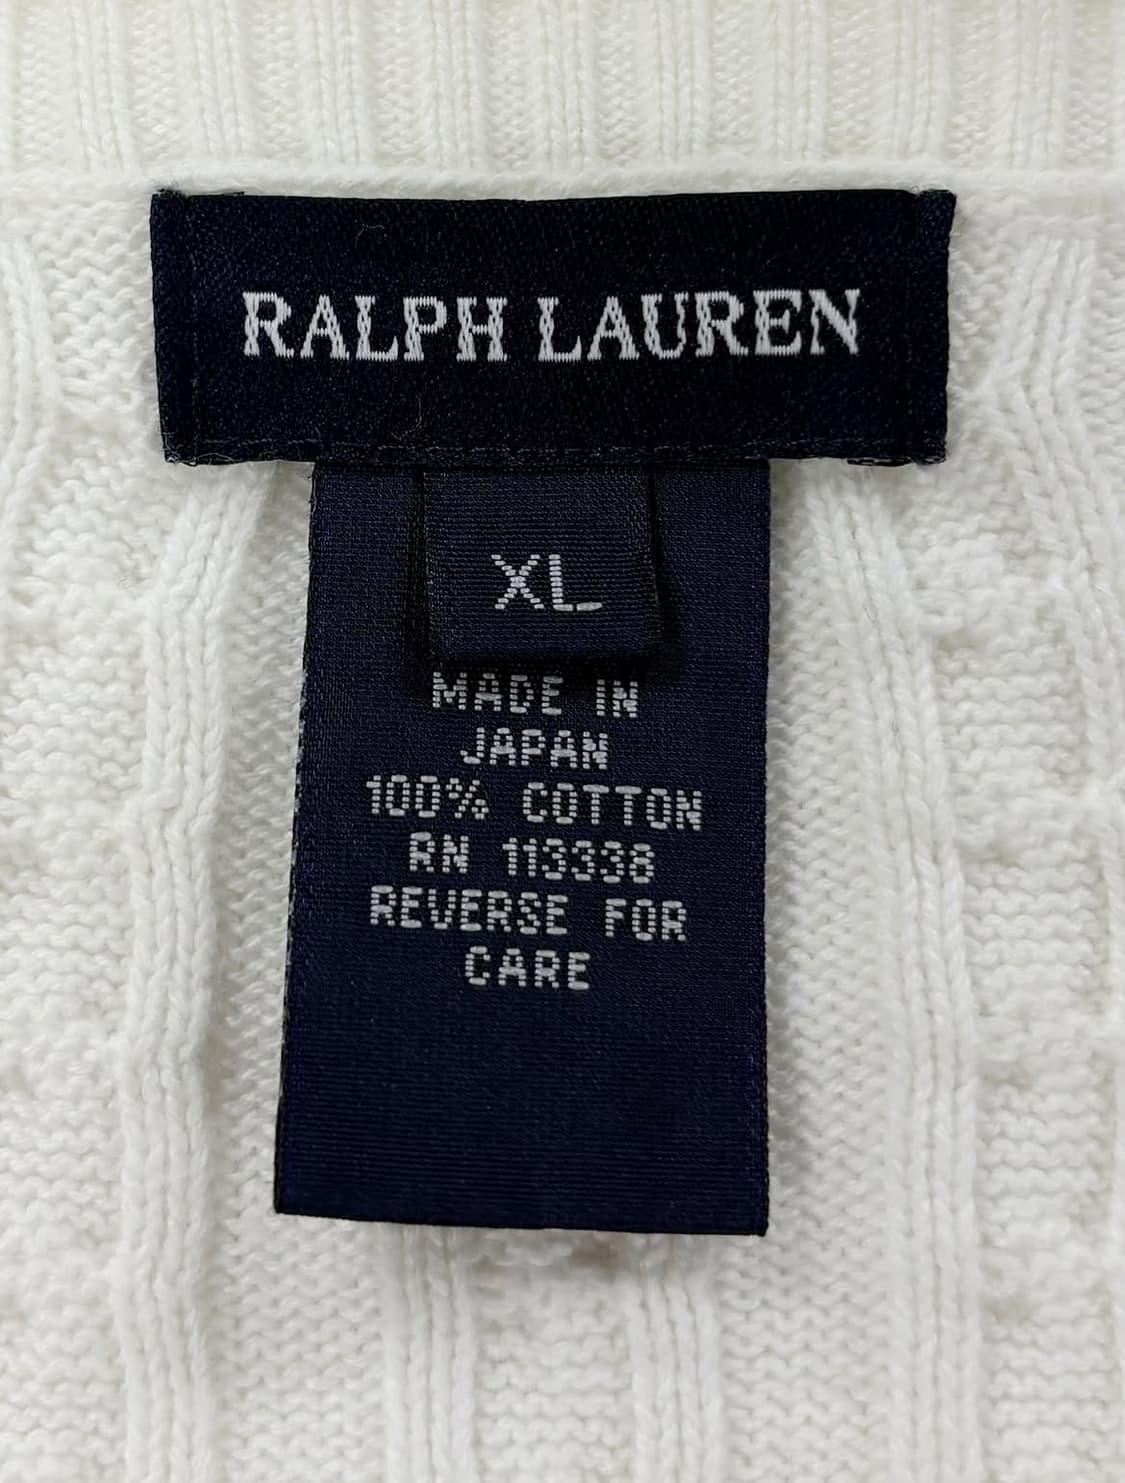 RALPH LAUREN
XL
MADE IN
JAPAN
100% COTTON
RN 113338
REVERSE FOR
CARE